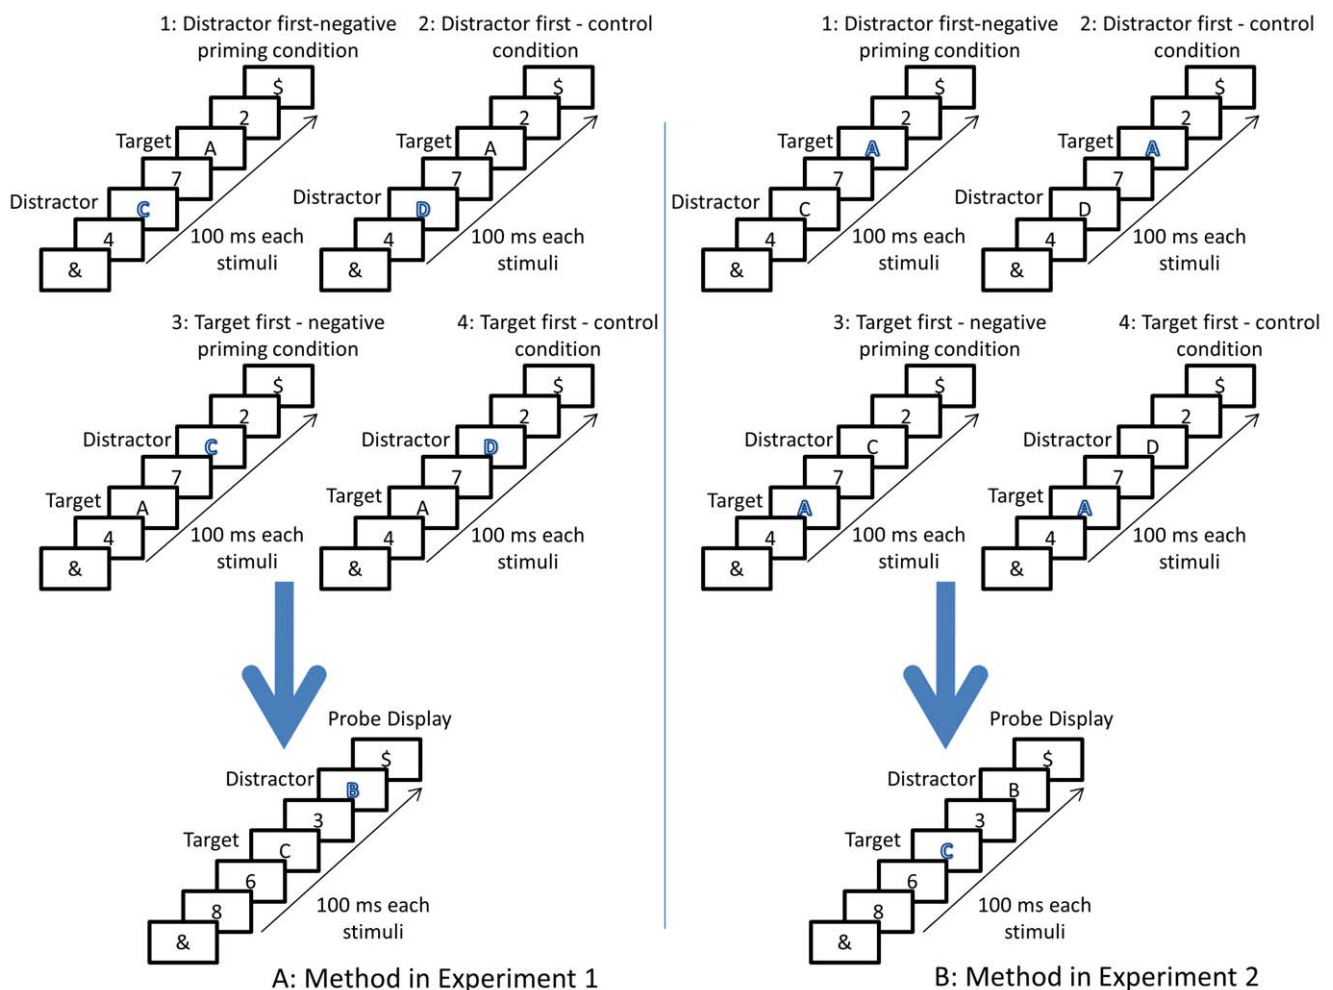 1: Distractor first-negative
priming condition
$
2
Target
A
7
Distractor
C
4
&
100 ms each
stimuli
2: Distractor first - control
condition
$
2
Target
A
7
Distractor
D
4
&
100 ms each
stimuli
3: Target first - negative
priming condition
$
2
Distractor
C
7
Target
A
4
&
100 ms each
stimuli
4: Target first - control
condition
$
2
Distractor
D
7
Target
A
4
&
100 ms each
stimuli
Probe Display
$
Distractor
B
3
Target
C
6
8
&
100 ms each
stimuli
A: Method in Experiment 1
1: Distractor first-negative
priming condition
$
2
Target
A
7
Distractor
C
4
&
100 ms each
stimuli
2: Distractor first - control
condition
$
2
Target
A
7
Distractor
D
4
&
100 ms each
stimuli
3: Target first - negative
priming condition
$
2
Distractor
C
7
Target
A
4
&
100 ms each
stimuli
4: Target first - control
condition
$
2
Distractor
D
7
Target
A
4
&
100 ms each
stimuli
Probe Display
$
Distractor
B
3
Target
C
6
8
&
100 ms each
stimuli
B: Method in Experiment 2